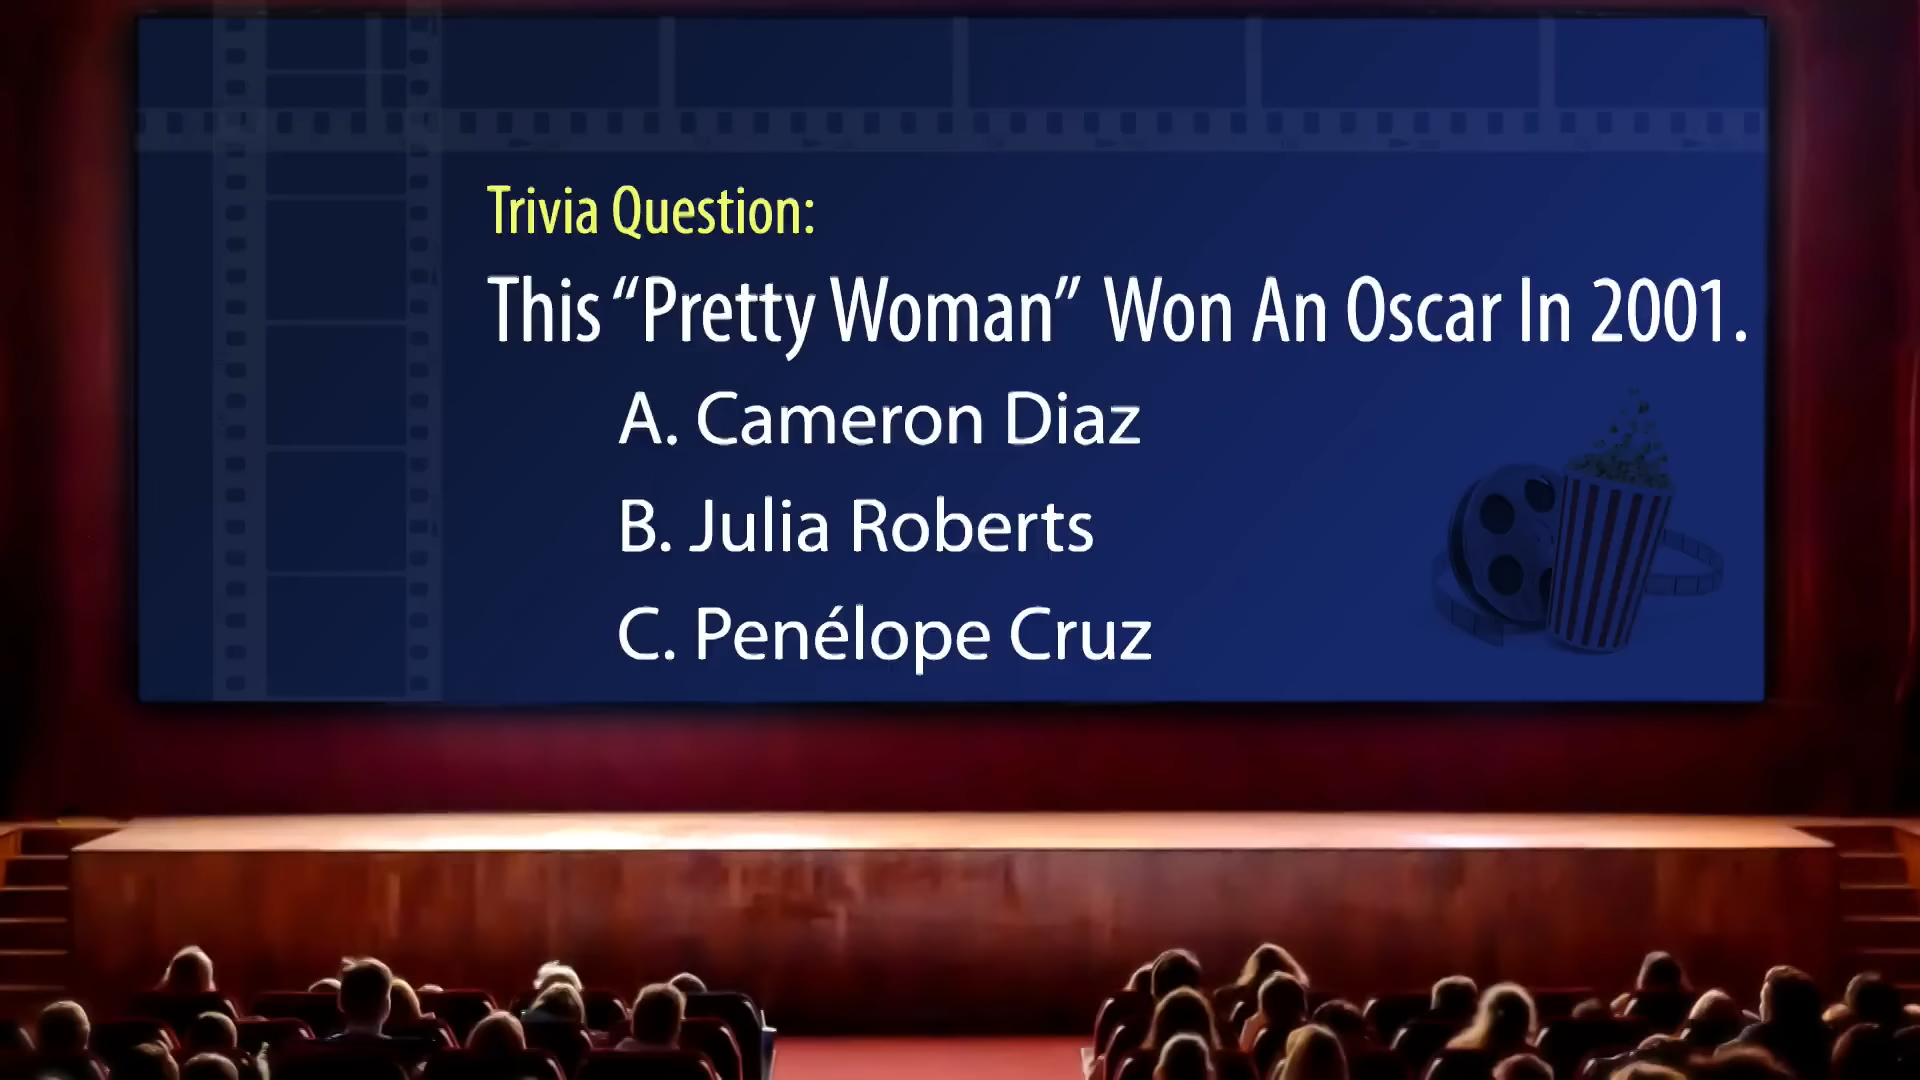 Trivia Question:
This “Pretty Woman” Won An Oscar In 2001.
A. Cameron Diaz
B. Julia Roberts
C. Penélope Cruz